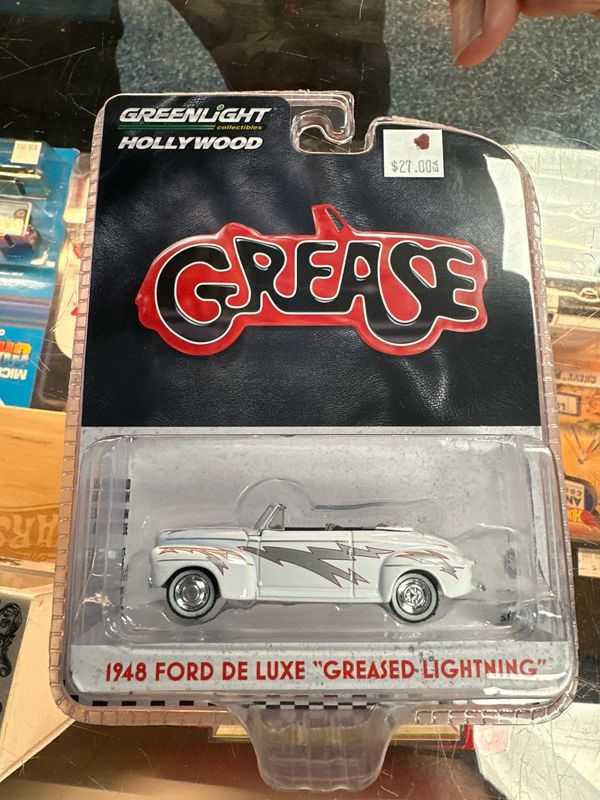 GREENLIGHT
collectibles
HOLLYWOOD
$27.00
GREASE
1948 FORD DE LUXE "GREASED LIGHTNING"